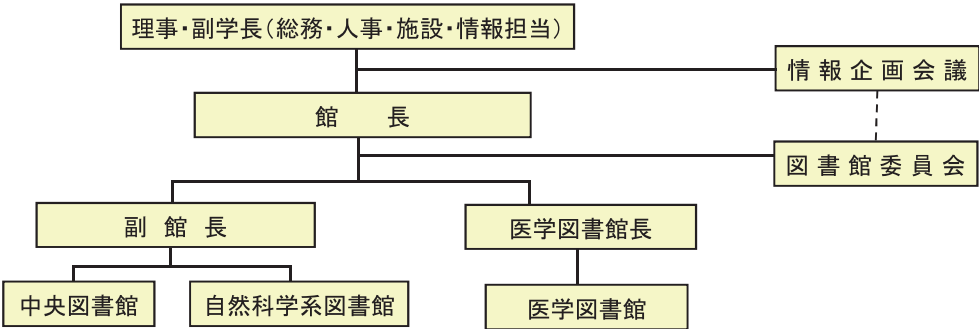 理事・副学長(総務・人事・施設・情報担当)
情報企画会議
館長
図書館委員会
副館長
医学図書館長
中央図書館
自然科学系図書館
医学図書館